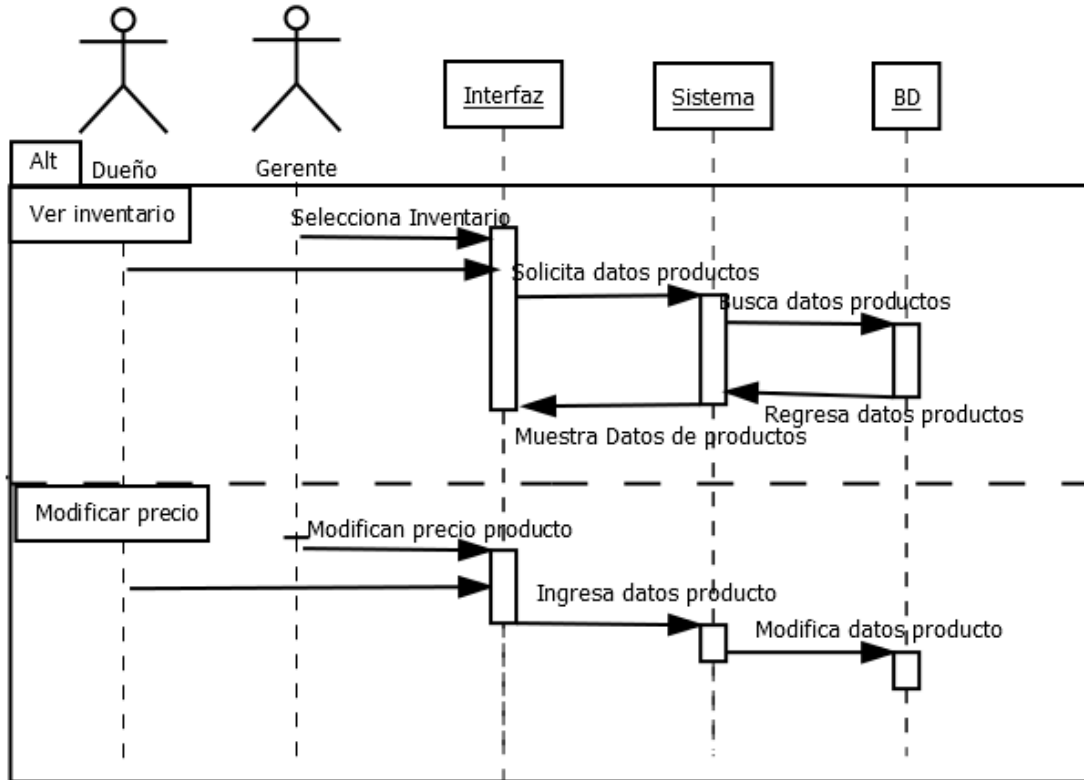 Interfaz
Sistema
BD
Alt
Dueño
Gerente
Ver inventario
Selecciona Inventario
Solicita datos productos
Busca datos productos
Regresa datos productos
Muestra Datos de productos
Modificar precio
Modifican precio producto
Ingresa datos producto
Modifica datos producto